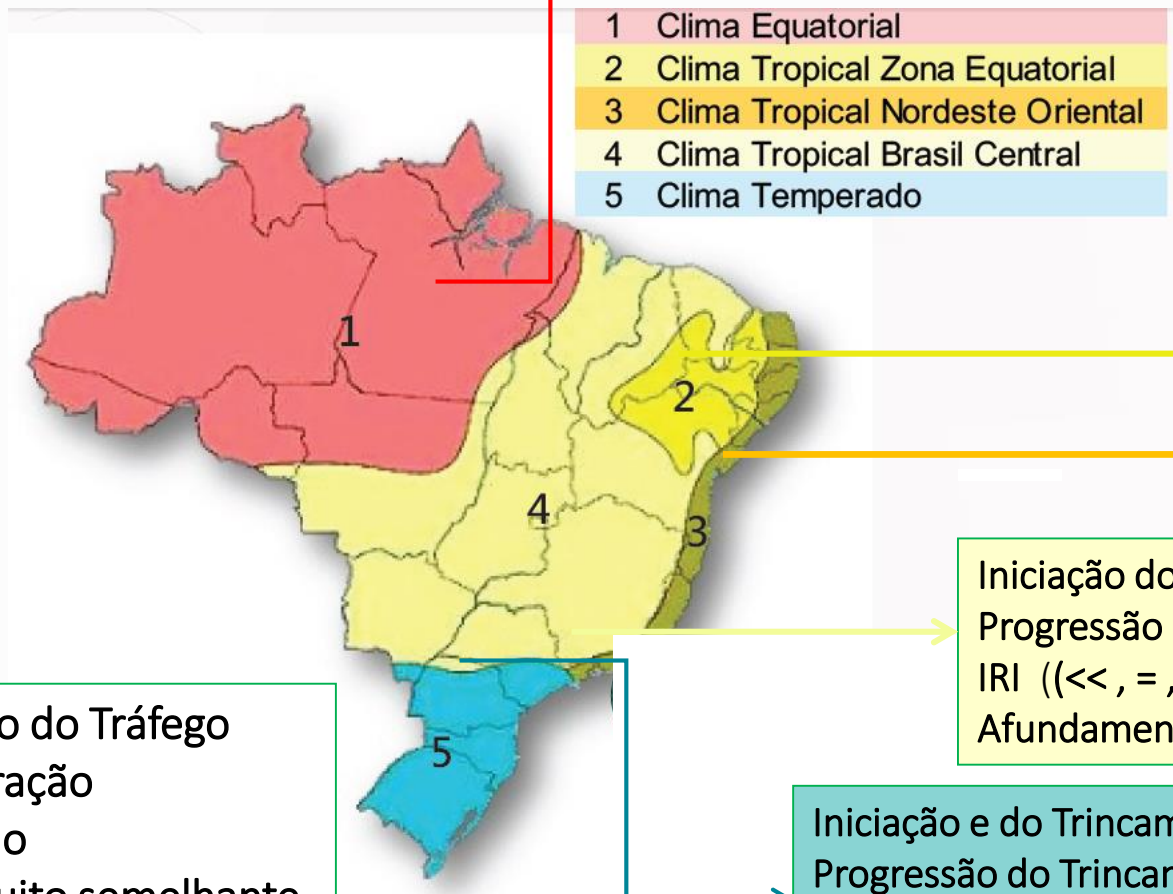 1 Clima Equatorial
2 Clima Tropical Zona Equatorial
3 Clima Tropical Nordeste Oriental
4 Clima Tropical Brasil Central
5 Clima Temperado
1
2
3
4
5
Iniciação do
Progressão
IRI ((<< , = ,
Afundamen
o do Tráfego
ração
o
uito semelhante
Iniciação e do Trincam
Progressão do Trincar